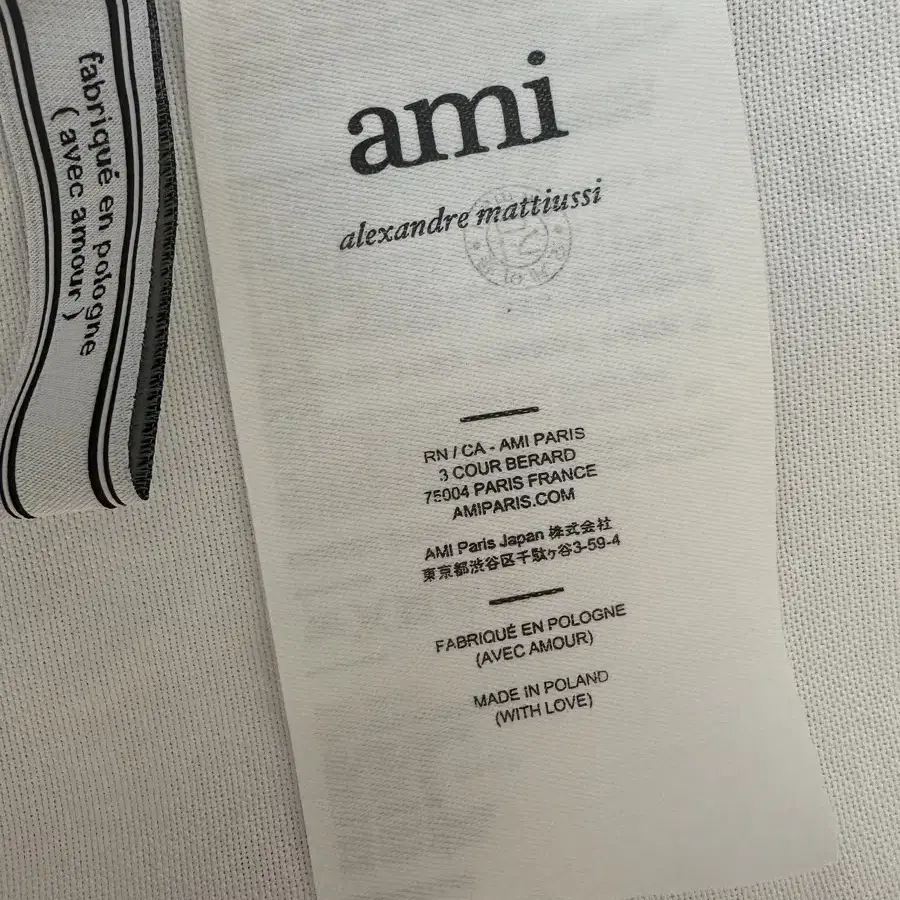 fabriqué en pologne
( avec amour )
ami
alexandre mattiussi
RN / CA - AMI PARIS
3 COUR BERARD
75004 PARIS FRANCE
AMIPARIS.COM
AMI Paris Japan 株式会社
東京都渋谷区千駄ヶ谷3-59-4
FABRIQUÉ EN POLOGNE
(AVEC AMOUR)
MADE IN POLAND
(WITH LOVE)